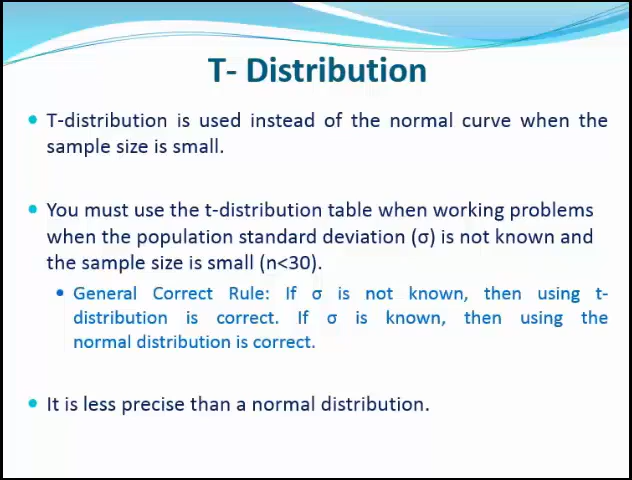 T- Distribution
• T-distribution is used instead of the normal curve when the
sample size is small.
• You must use the t-distribution table when working problems
when the population standard deviation (σ) is not known and
the sample size is small (n<30).
• General Correct Rule: If σ is not known, then using t-
distribution is correct. If σ is known, then using the
normal distribution is correct.
• It is less precise than a normal distribution.